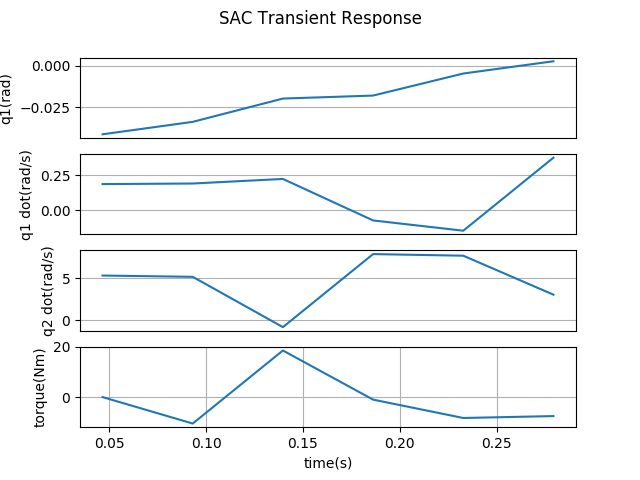 SAC Transient Response
0.000
−0.025
q1(rad)
0.25
0.00
q1 dot(rad/s)
5
0
q2 dot(rad/s)
20
0
torque(Nm)
0.05 0.10 0.15 0.20 0.25
time(s)